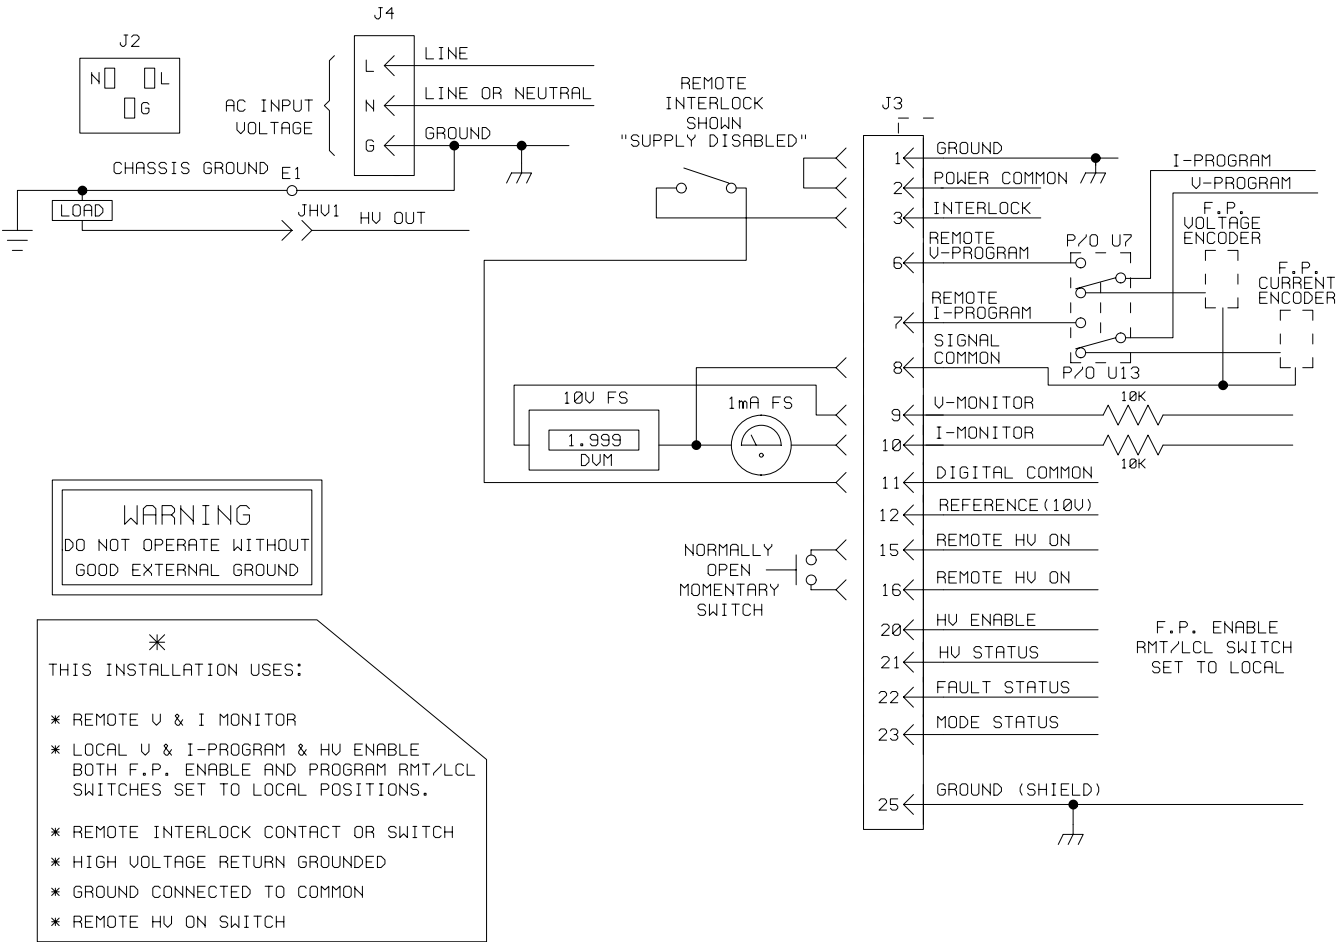 J4
J2
N
L
G
AC INPUT
VOLTAGE
L
LINE
N
LINE OR NEUTRAL
G
GROUND
CHASSIS GROUND
E1
LOAD
JHV1
HV OUT
REMOTE
INTERLOCK
SHOWN
"SUPPLY DISABLED"
J3
1
GROUND
2
POWER COMMON
3
INTERLOCK
6
REMOTE
V-PROGRAM
7
REMOTE
I-PROGRAM
8
SIGNAL
COMMON
9
V-MONITOR
10K
10
I-MONITOR
10K
11
DIGITAL COMMON
12
REFERENCE(10V)
15
REMOTE HV ON
16
REMOTE HV ON
20
HV ENABLE
21
HV STATUS
22
FAULT STATUS
23
MODE STATUS
25
GROUND (SHIELD)
I-PROGRAM
V-PROGRAM
P/O U7
P/O U13
F.P.
VOLTAGE
ENCODER
F.P.
CURRENT
ENCODER
10V FS
1.999
DVM
1mA FS
NORMALLY
OPEN
MOMENTARY
SWITCH
F.P. ENABLE
RMT/LCL SWITCH
SET TO LOCAL
WARNING
DO NOT OPERATE WITHOUT
GOOD EXTERNAL GROUND
*
THIS INSTALLATION USES:
* REMOTE V & I MONITOR
* LOCAL V & I-PROGRAM & HV ENABLE
BOTH F.P. ENABLE AND PROGRAM RMT/LCL
SWITCHES SET TO LOCAL POSITIONS.
* REMOTE INTERLOCK CONTACT OR SWITCH
* HIGH VOLTAGE RETURN GROUNDED
* GROUND CONNECTED TO COMMON
* REMOTE HV ON SWITCH